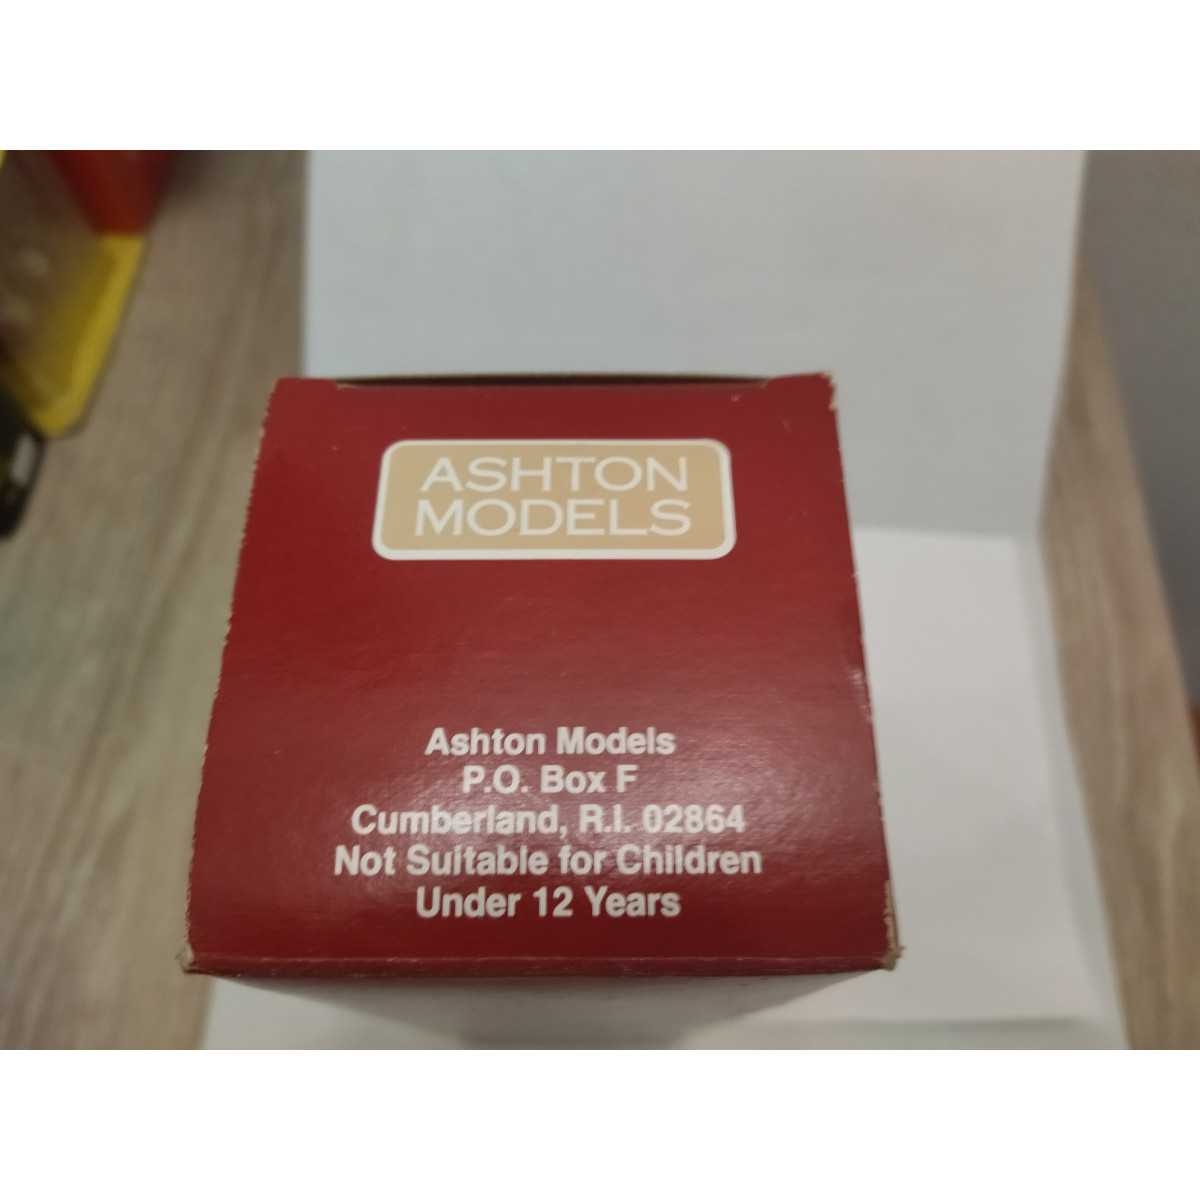 ASHTON
MODELS
Ashton Models
P.O. Box F
Cumberland, R.I. 02864
Not Suitable for Children
Under 12 Years